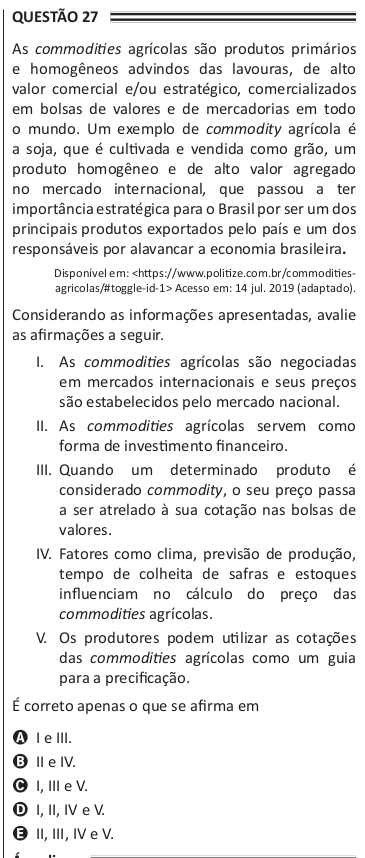 QUESTÃO 27
As commodities agrícolas são produtos primários
e homogêneos advindos das lavouras, de alto
valor comercial e/ou estratégico, comercializados
em bolsas de valores e de mercadorias em todo
o mundo. Um exemplo de commodity agrícola é
a soja, que é cultivada e vendida como grão, um
produto homogêneo e de alto valor agregado
no mercado internacional, que passou a ter
importância estratégica para o Brasil por ser um dos
principais produtos exportados pelo país e um dos
responsáveis por alavancar a economia brasileira.
Disponível em: <https://www.politize.com.br/commodities-
agricolas/#toggle-id-1> Acesso em: 14 jul. 2019 (adaptado).
Considerando as informações apresentadas, avalie
as afirmações a seguir.
I. As commodities agrícolas são negociadas
em mercados internacionais e seus preços
são estabelecidos pelo mercado nacional.
II. As commodities agrícolas servem como
forma de investimento financeiro.
III. Quando um determinado produto é
considerado commodity, o seu preço passa
a ser atrelado à sua cotação nas bolsas de
valores.
IV. Fatores como clima, previsão de produção,
tempo de colheita de safras e estoques
influenciam no cálculo do preço das
commodities agrícolas.
V. Os produtores podem utilizar as cotações
das commodities agrícolas como um guia
para a precificação.
É correto apenas o que se afirma em
A I e III.
B II e IV.
C I, III e V.
D I, II, IV e V.
E II, III, IV e V.